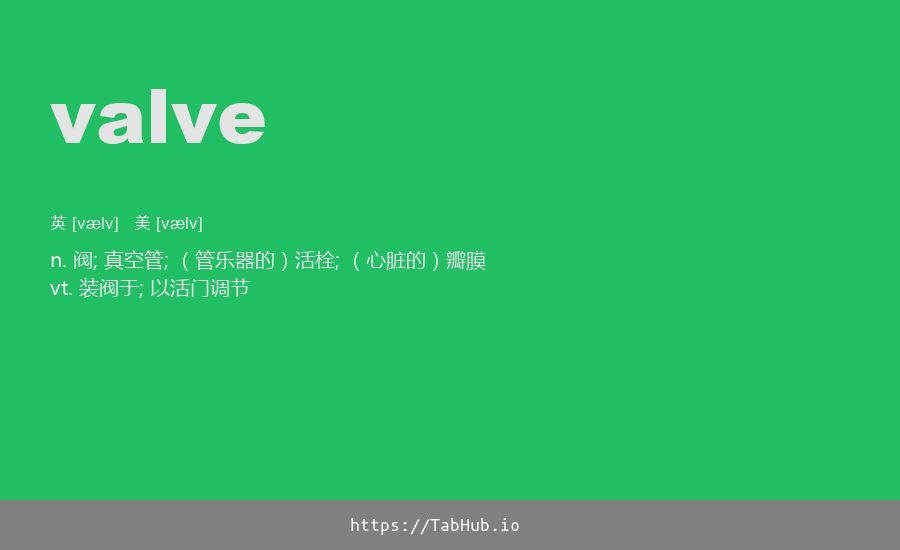 valve
英 [vælv] 美 [vælv]
n. 阀; 真空管; （管乐器的）活栓; （心脏的）瓣膜
vt. 装阀于; 以活门调节
https://TabHub.io